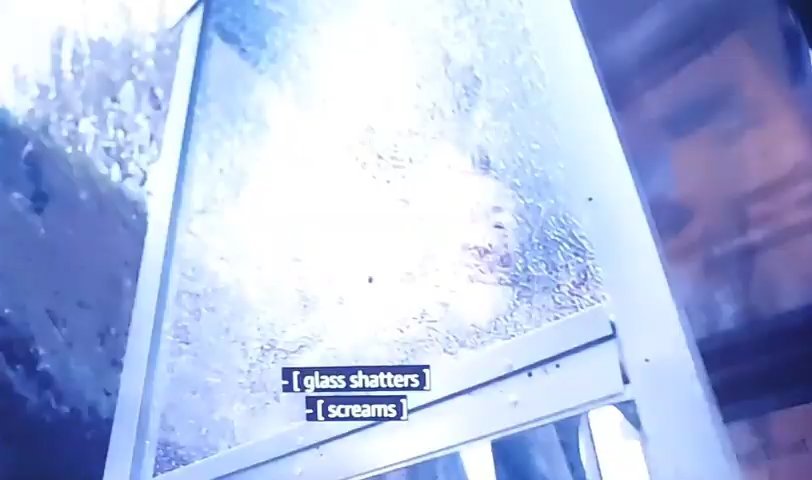 - [ glass shatters ]
- [ screams ]